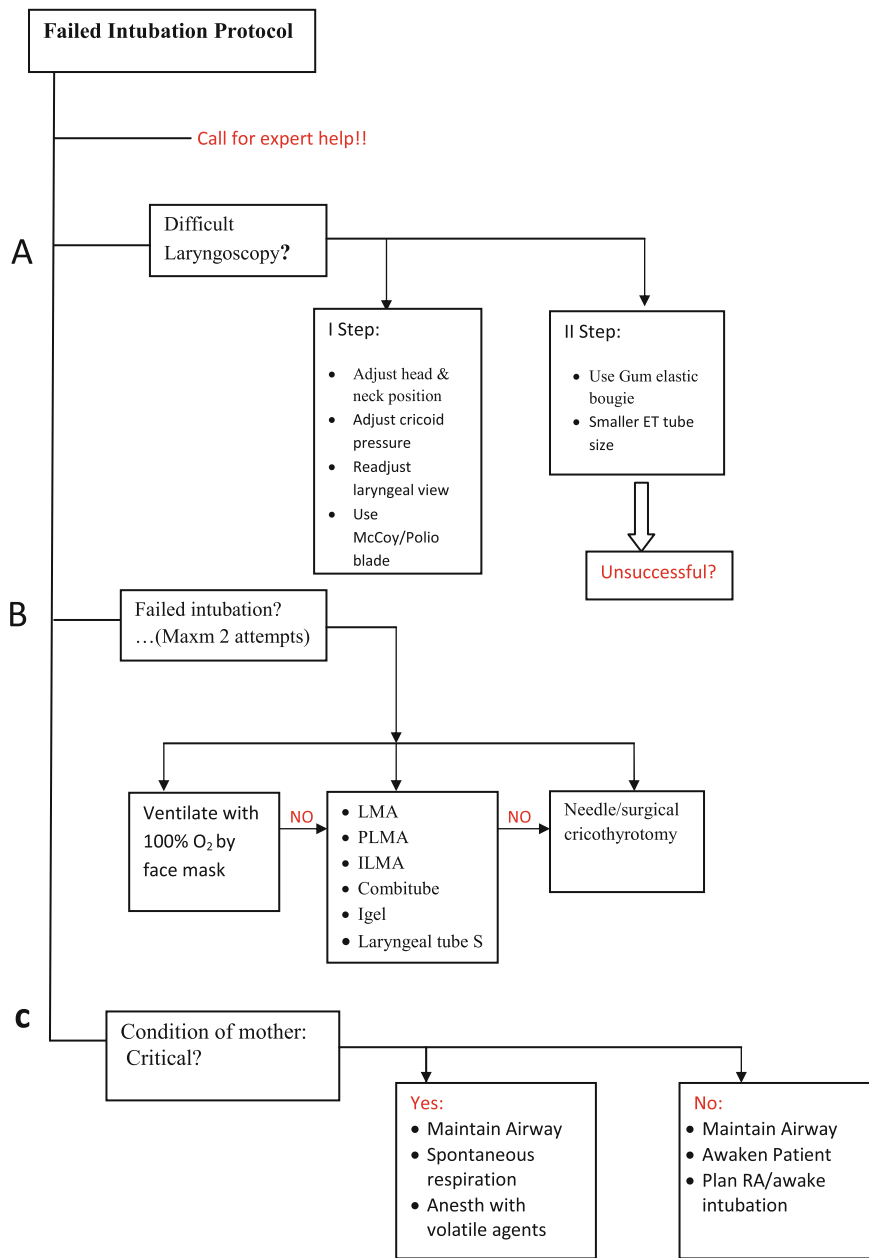 Failed Intubation Protocol
Call for expert help!!
A
Difficult
Laryngoscopy?
I Step:
• Adjust head &
neck position
• Adjust cricoid
pressure
• Readjust
laryngeal view
• Use
McCoy/Polio
blade
II Step:
• Use Gum elastic
bougie
• Smaller ET tube
size
Unsuccessful?
B
Failed intubation?
…(Maxm 2 attempts)
Ventilate with
100% O₂ by
face mask
NO
• LMA
• PLMA
• ILMA
• Combitube
• Igel
• Laryngeal tube S
NO
Needle/surgical
cricothyrotomy
c
Condition of mother:
Critical?
Yes:
• Maintain Airway
• Spontaneous
respiration
• Anesth with
volatile agents
No:
• Maintain Airway
• Awaken Patient
• Plan RA/awake
intubation